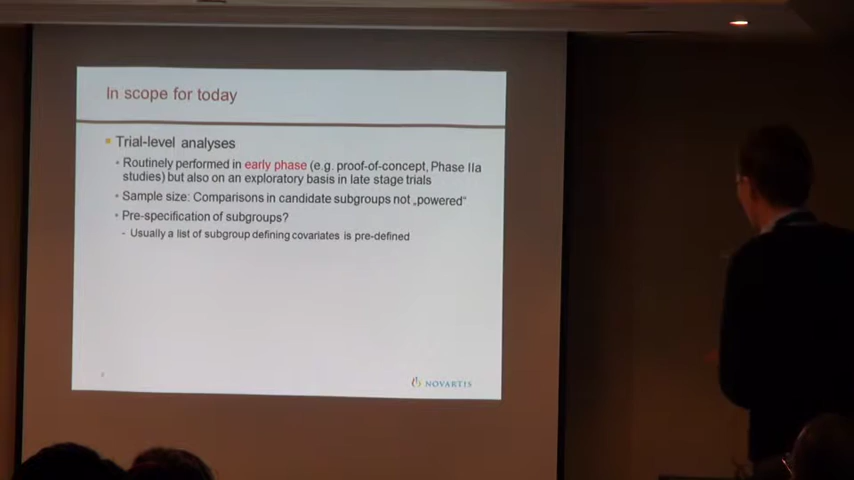 In scope for today
Trial-level analyses
Routinely performed in early phase (e.g. proof-of-concept, Phase IIa
studies) but also on an exploratory basis in late stage trials
Sample size: Comparisons in candidate subgroups not „powered“
Pre-specification of subgroups?
- Usually a list of subgroup defining covariates is pre-defined
NOVARTIS